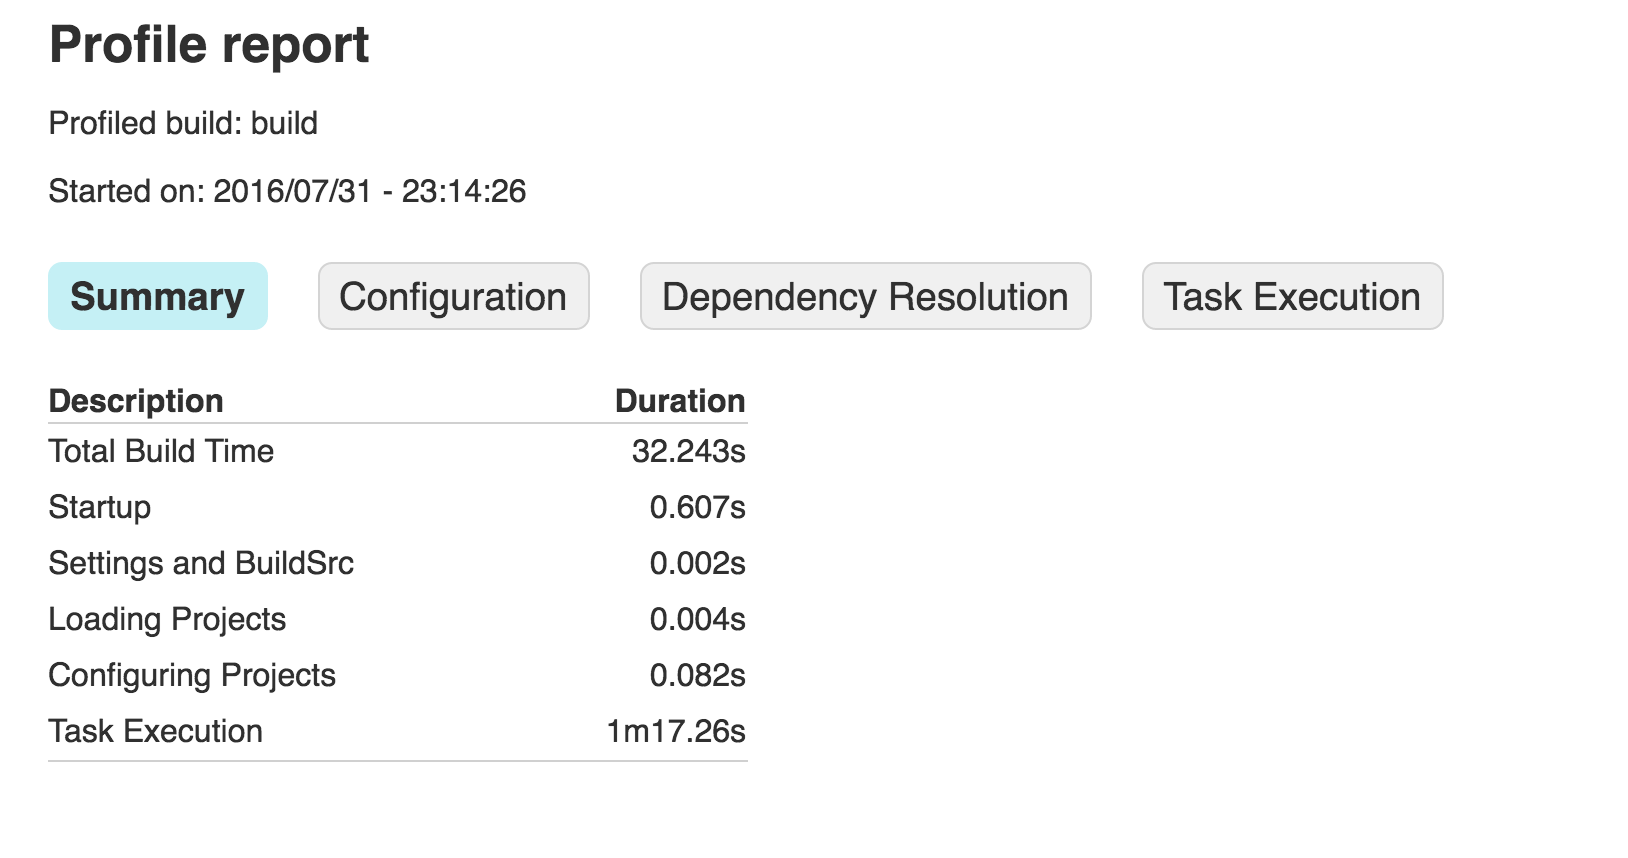 Profile report
Profiled build: build
Started on: 2016/07/31 - 23:14:26
Summary Configuration Dependency Resolution Task Execution
Description Duration
Total Build Time 32.243s
Startup 0.607s
Settings and BuildSrc 0.002s
Loading Projects 0.004s
Configuring Projects 0.082s
Task Execution 1m17.26s